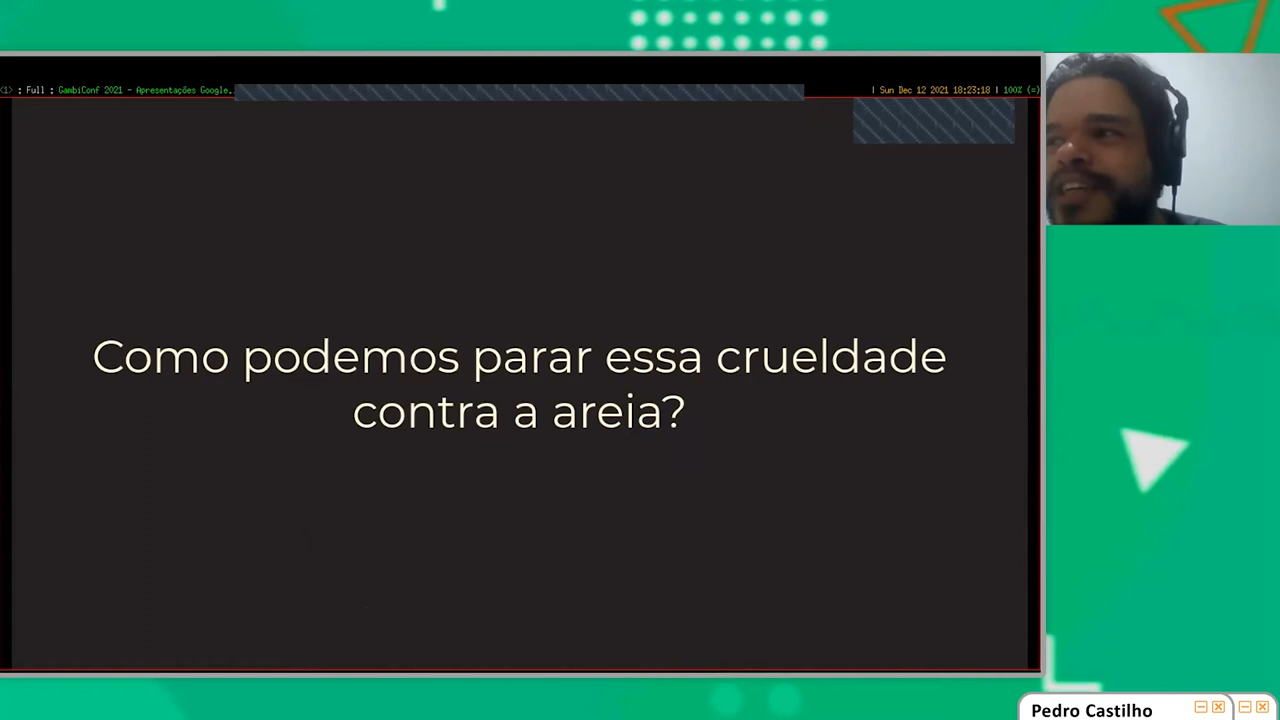 <1> : Full : GambiConf 2021 - Apresentações Google.
| Sun Dec 12 2021 18:23:18 | 100% (=)
Como podemos parar essa crueldade
contra a areia?
Pedro Castilho